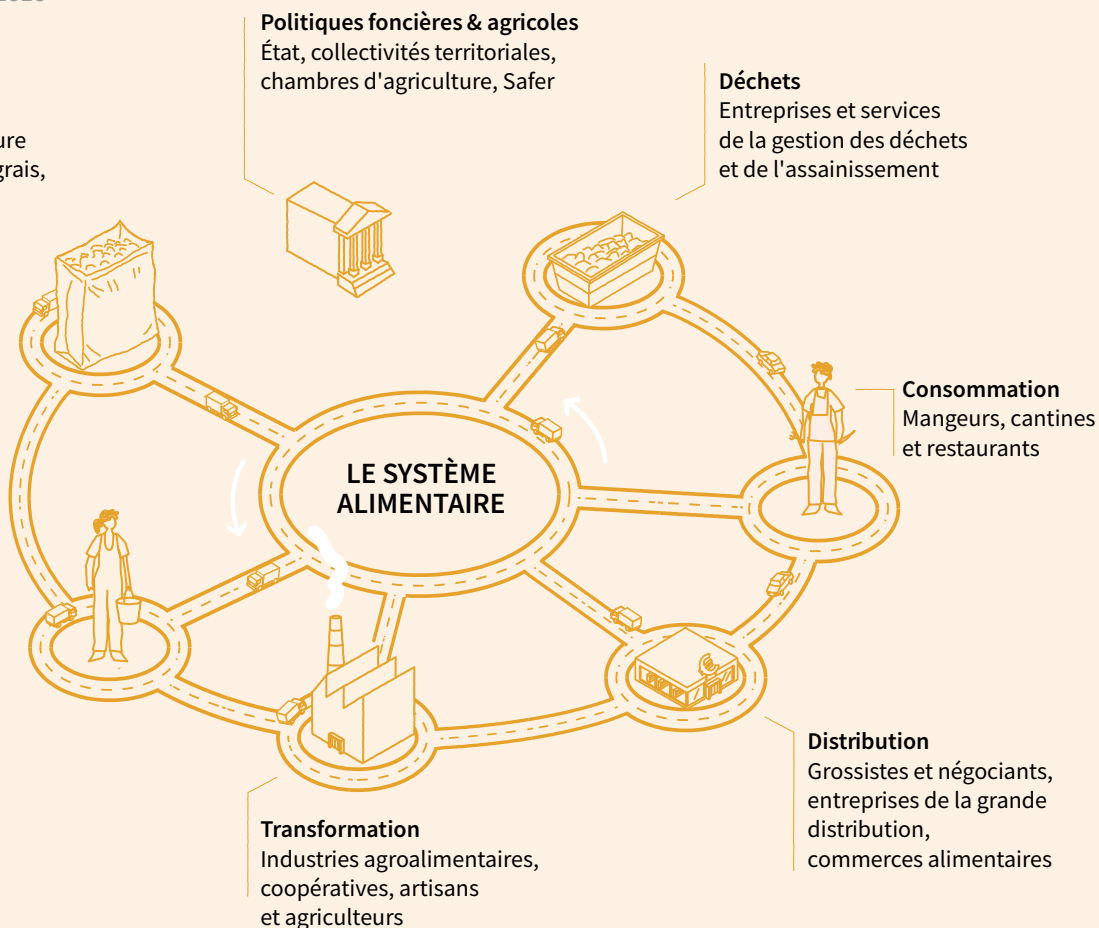 Politiques foncières & agricoles
État, collectivités territoriales,
chambres d'agriculture, Safer
Déchets
Entreprises et services
de la gestion des déchets
et de l'assainissement
Consommation
Mangeurs, cantines
et restaurants
LE SYSTÈME
ALIMENTAIRE
Distribution
Grossistes et négociants,
entreprises de la grande
distribution,
commerces alimentaires
Transformation
Industries agroalimentaires,
coopératives, artisans
et agriculteurs